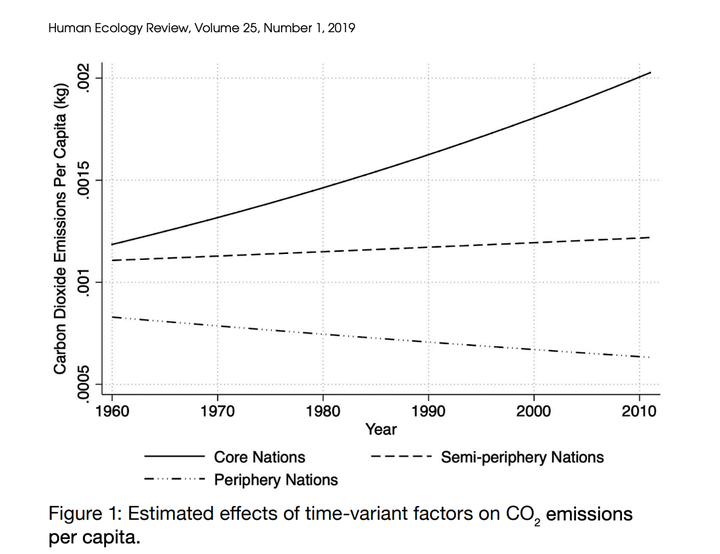 Human Ecology Review, Volume 25, Number 1, 2019
Carbon Dioxide Emissions Per Capita (kg)
.002
.0015
.001
.0005
1960 1970 1980 1990 2000 2010
Year
Core Nations Semi-periphery Nations
Periphery Nations
Figure 1: Estimated effects of time-variant factors on CO₂ emissions
per capita.